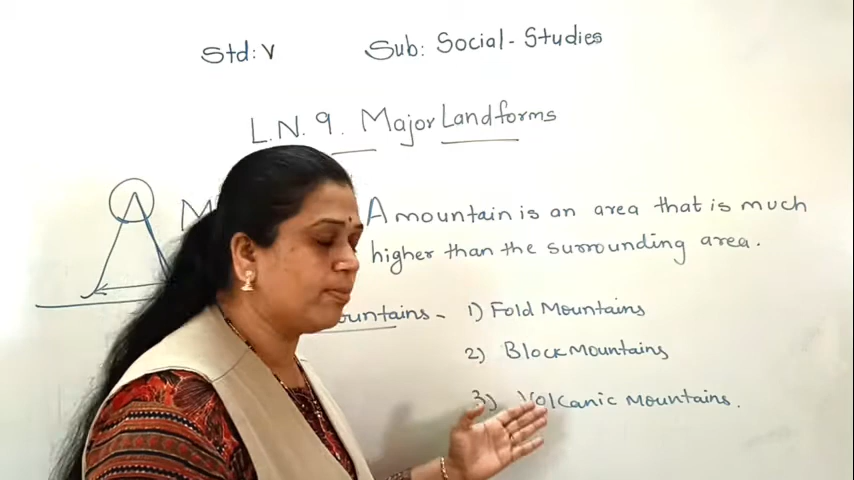 Std: V Sub: Social-Studies
L.N. 9. Major Landforms
A mountain is an area that is much
higher than the surrounding area.
ountains - 1) Fold Mountains
2) Block Mountains
3) Volcanic Mountains.